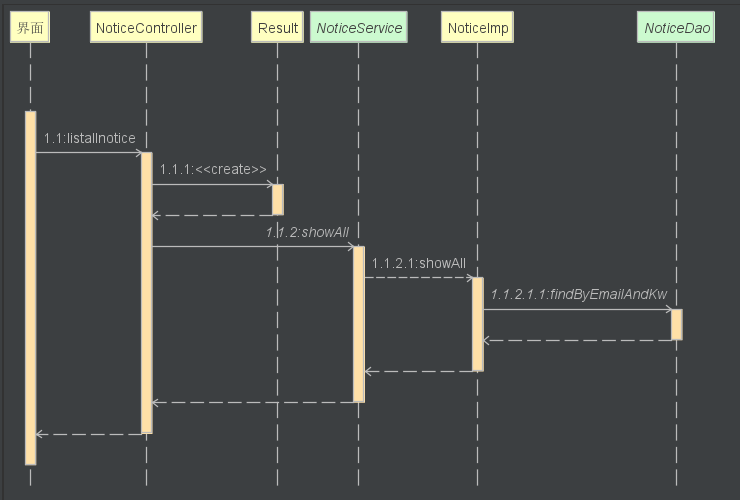 界面
NoticeController
Result
NoticeService
NoticeImp
NoticeDao
1.1:listallnotice
1.1.1:<<create>>
1.1.2:showAll
1.1.2.1:showAll
1.1.2.1.1:findByEmailAndKw